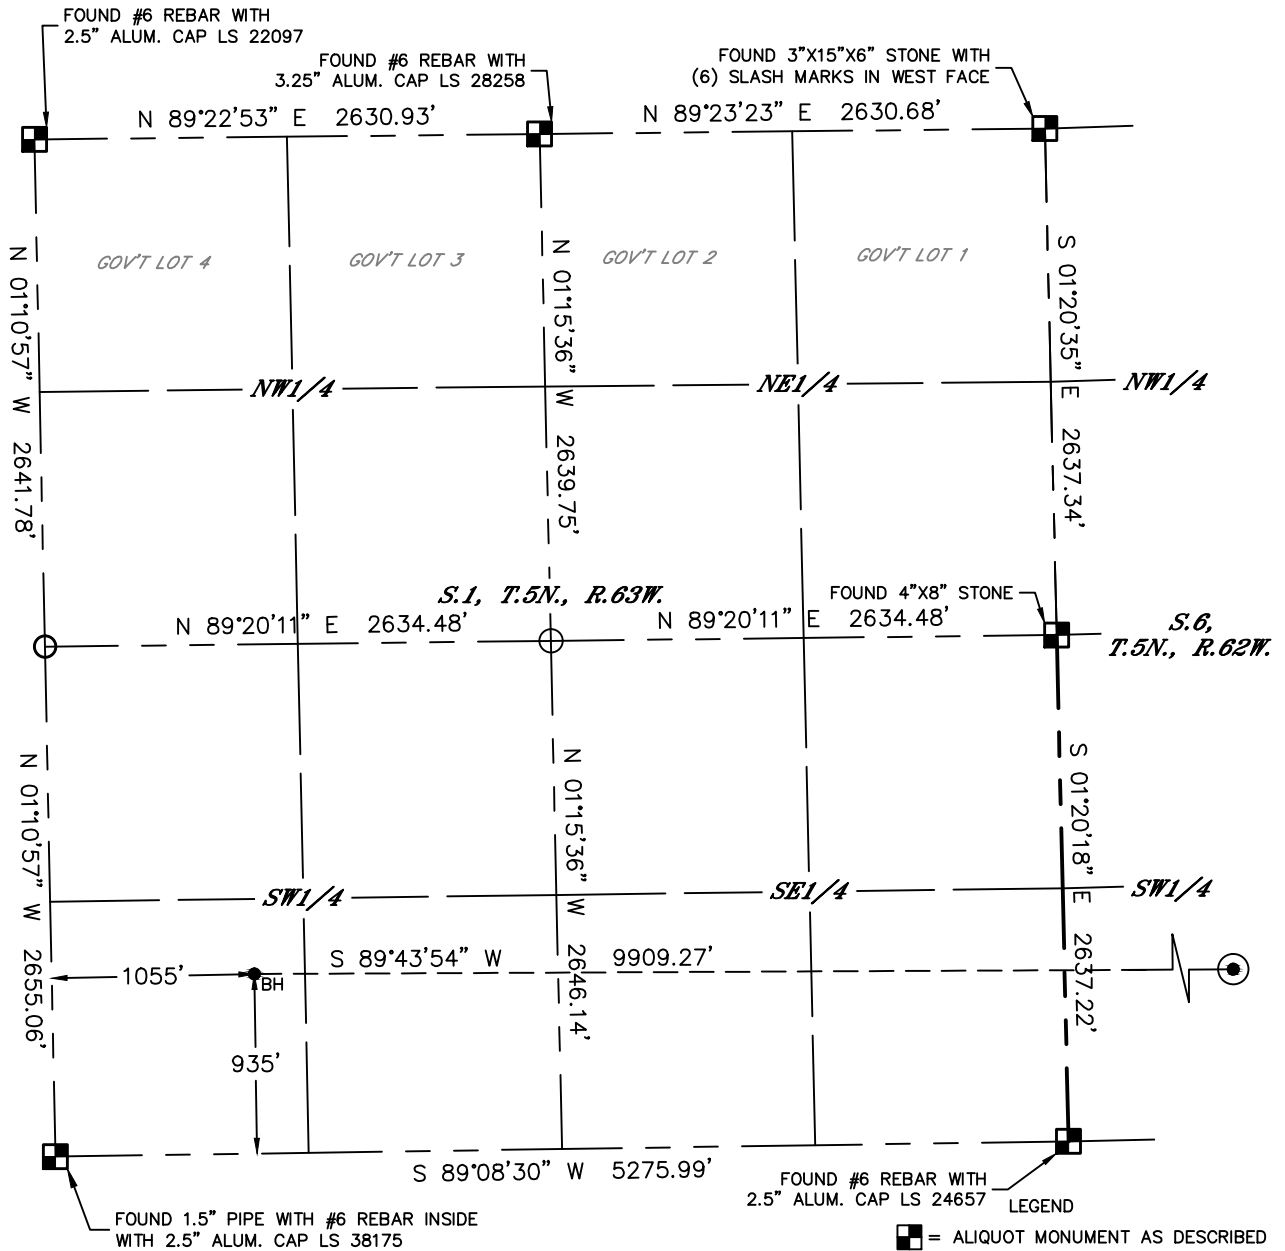 FOUND #6 REBAR WITH
2.5" ALUM. CAP LS 22097
FOUND #6 REBAR WITH
3.25" ALUM. CAP LS 28258
FOUND 3"X15"X6" STONE WITH
(6) SLASH MARKS IN WEST FACE
N 89°22'53" E 2630.93'
N 89°23'23" E 2630.68'
GOV'T LOT 4
GOV'T LOT 3
GOV'T LOT 2
GOV'T LOT 1
N 01°10'57" W 2641.78'
N 01°15'36" W 2639.75'
S 01°20'35" E 2637.34'
NW1/4
NE1/4
NW1/4
S.1, T.5N., R.63W.
FOUND 4"X8" STONE
N 89°20'11" E 2634.48'
N 89°20'11" E 2634.48'
S.6,
T.5N., R.62W.
N 01°10'57" W 2655.06'
N 01°15'36" W 2646.14'
S 01°20'18" E 2637.22'
SW1/4
SE1/4
SW1/4
S 89°43'54" W 9909.27'
1055'
BH
935'
S 89°08'30" W 5275.99'
FOUND #6 REBAR WITH
2.5" ALUM. CAP LS 24657
FOUND 1.5" PIPE WITH #6 REBAR INSIDE
WITH 2.5" ALUM. CAP LS 38175
LEGEND
= ALIQUOT MONUMENT AS DESCRIBED